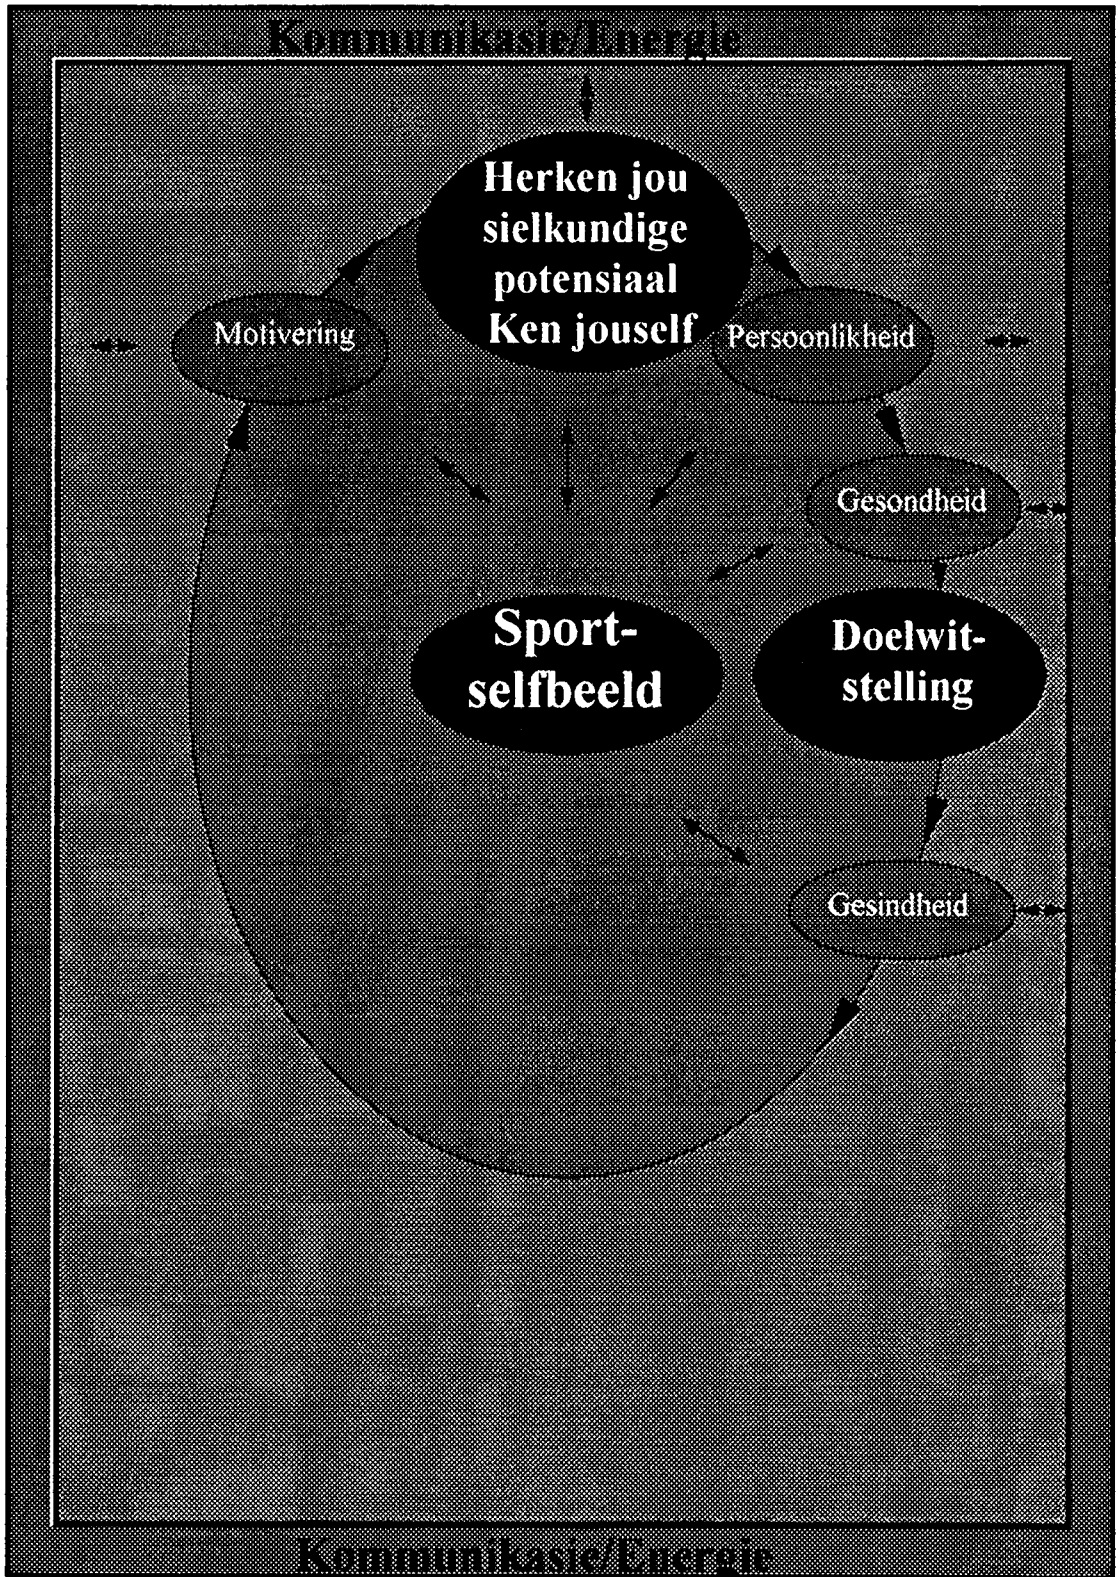 Kommunikasie/Energie
Herken jou
sielkundige
potensiaal
Ken jouself
Motivering
Persoonlikheid
Gesondheid
Sport-
selfbeeld
Doelwit-
stelling
Gesindheid
Kommunikasie/Energie